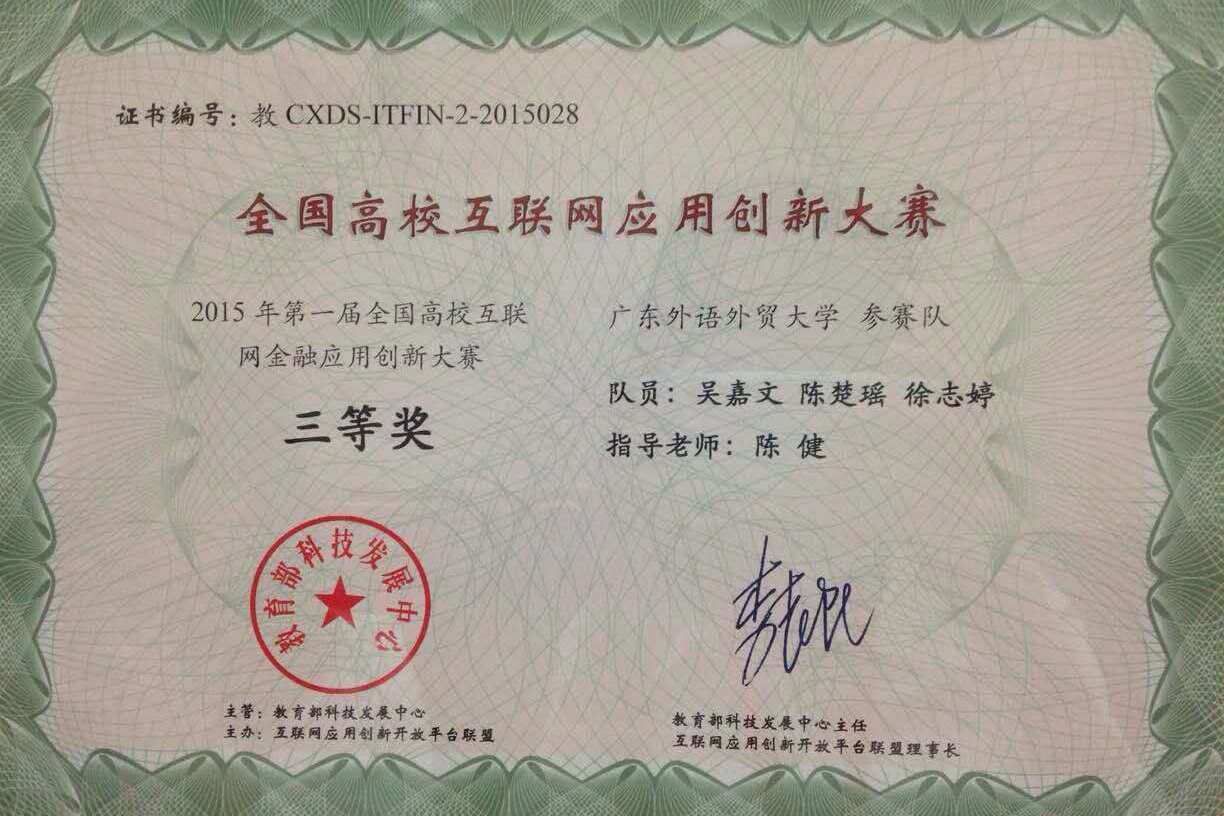 证书编号：教 CXDS-ITFIN-2-2015028
全国高校互联网应用创新大赛
2015 年第一届全国高校互联
网金融应用创新大赛
三等奖
广东外语外贸大学 参赛队
队员：吴嘉文 陈楚瑶 徐志婷
指导老师：陈 健
教育部科技发展中心
主管：教育部科技发展中心
主办：互联网应用创新开放平台联盟
教育部科技发展中心主任
互联网应用创新开放平台联盟理事长